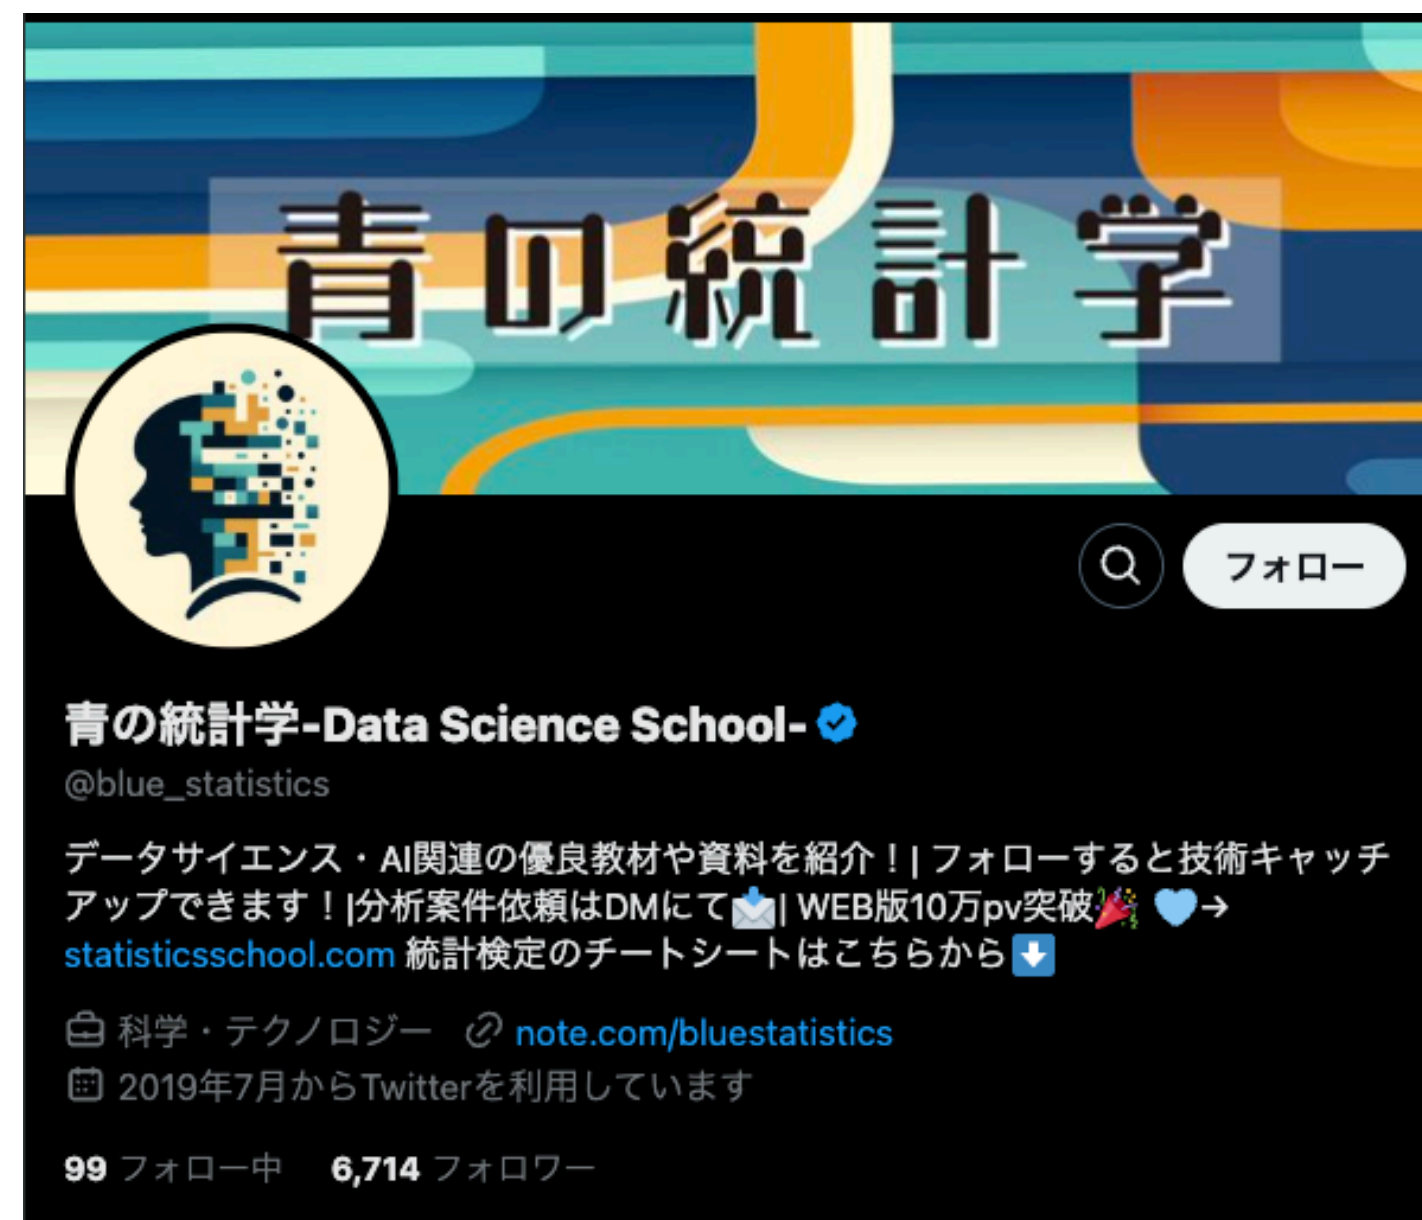 青の統計学
フォロー
青の統計学-Data Science School-
@blue_statistics
データサイエンス・AI関連の優良教材や資料を紹介！| フォローすると技術キャッチ
アップできます！|分析案件依頼はDMにて📩| WEB版10万pv突破🎉 🩵→
statisticsschool.com 統計検定のチートシートはこちらから⬇️
科学・テクノロジー note.com/bluestatistics
2019年7月からTwitterを利用しています
99 フォロー中 6,714 フォロワー